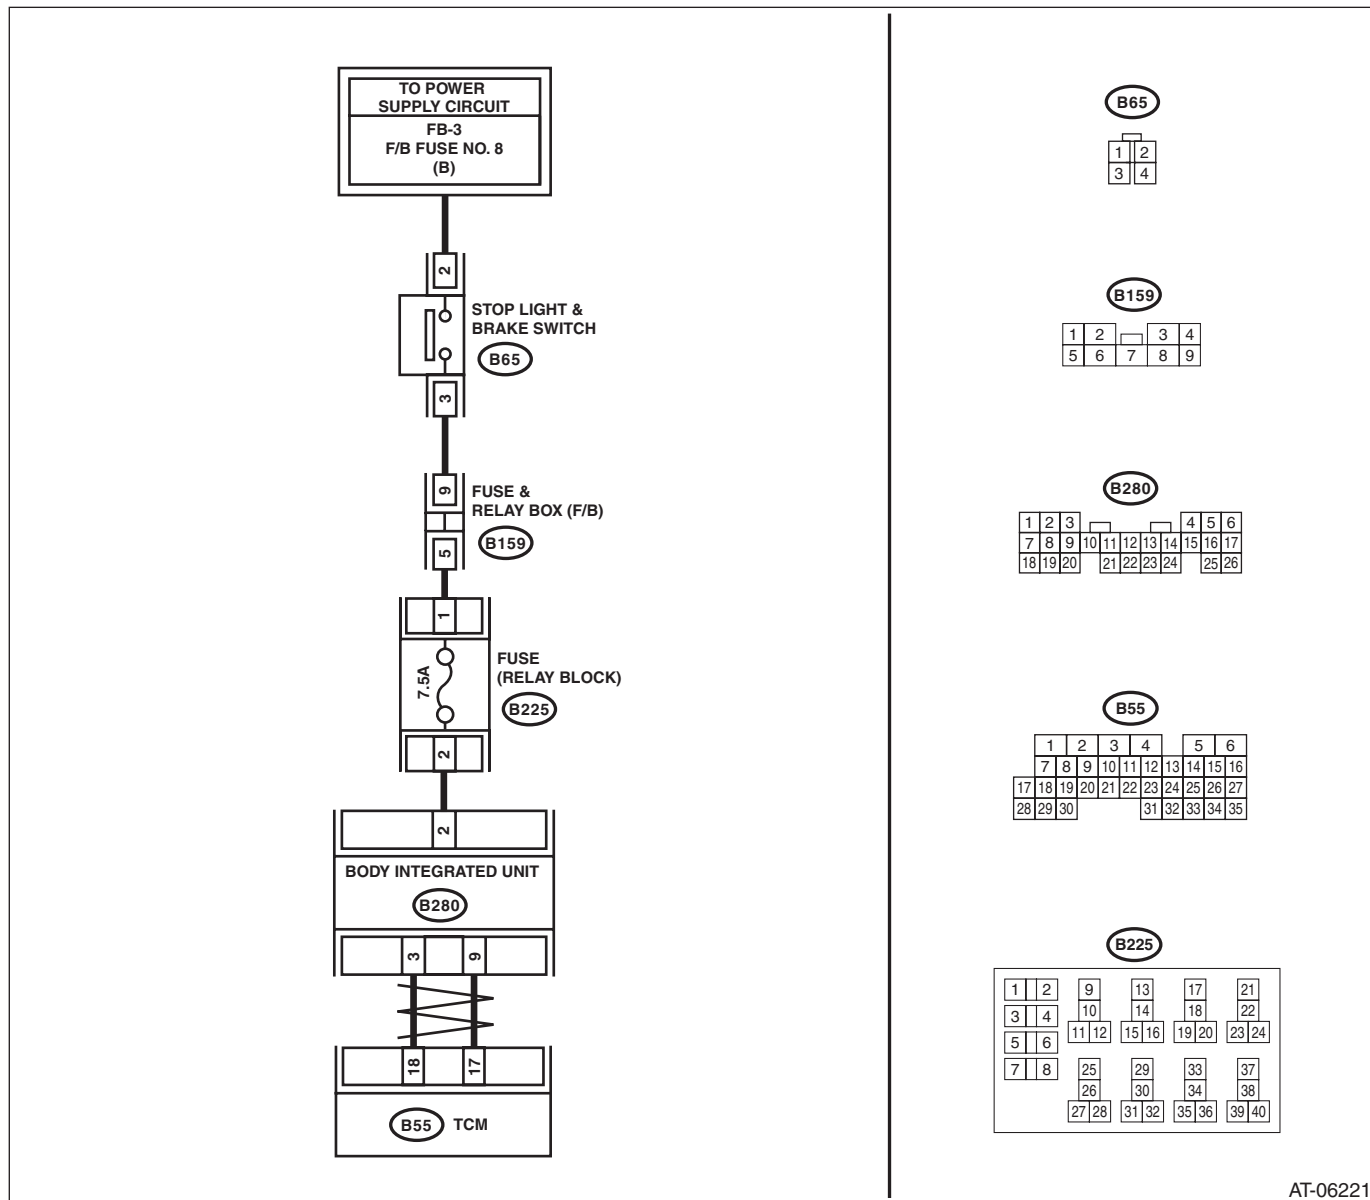 TO POWER
SUPPLY CIRCUIT
FB-3
F/B FUSE NO. 8
(B)
2
STOP LIGHT &
BRAKE SWITCH
B65
3
9
FUSE &
RELAY BOX (F/B)
B159
5
1
7.5A
FUSE
(RELAY BLOCK)
B225
2
2
BODY INTEGRATED UNIT
B280
3 9
18 17
B55 TCM
B65
1 2
3 4
B159
1 2 3 4
5 6 7 8 9
B280
1 2 3 4 5 6
7 8 9 10 11 12 13 14 15 16 17
18 19 20 21 22 23 24 25 26
B55
1 2 3 4 5 6
7 8 9 10 11 12 13 14 15 16
17 18 19 20 21 22 23 24 25 26 27
28 29 30 31 32 33 34 35
B225
1 2 9 13 17 21
3 4 10 14 18 22
5 6 11 12 15 16 19 20 23 24
7 8 25 29 33 37
26 30 34 38
27 28 31 32 35 36 39 40
AT-06221